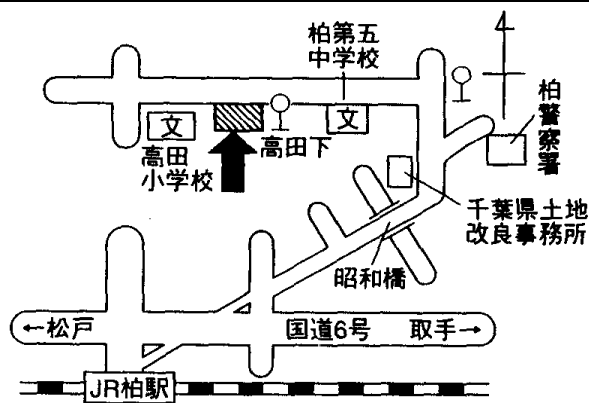 柏第五
中学校
柏警察署
文
文
高田
小学校
高田下
千葉県土地
改良事務所
昭和橋
←松戸
国道6号
取手→
JR柏駅